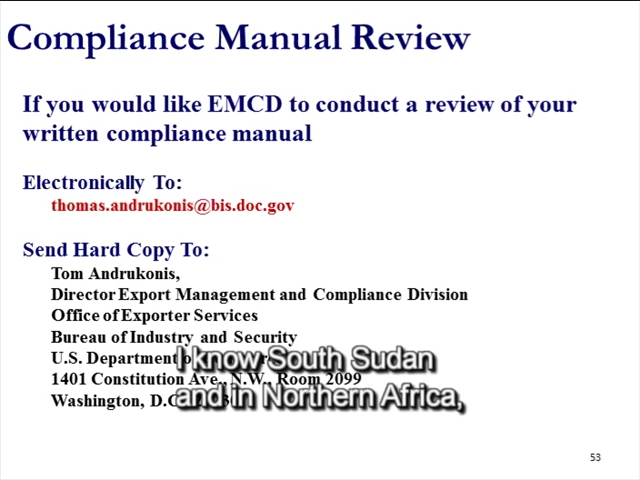 Compliance Manual Review
If you would like EMCD to conduct a review of your
written compliance manual
Electronically To:
thomas.andrukonis@bis.doc.gov
Send Hard Copy To:
Tom Andrukonis,
Director Export Management and Compliance Division
Office of Exporter Services
Bureau of Industry and Security
U.S. Department
1401 Constitution Ave., N.W., Room 2099
Washington, D.C.
I know South Sudan
and in Northern Africa,
53